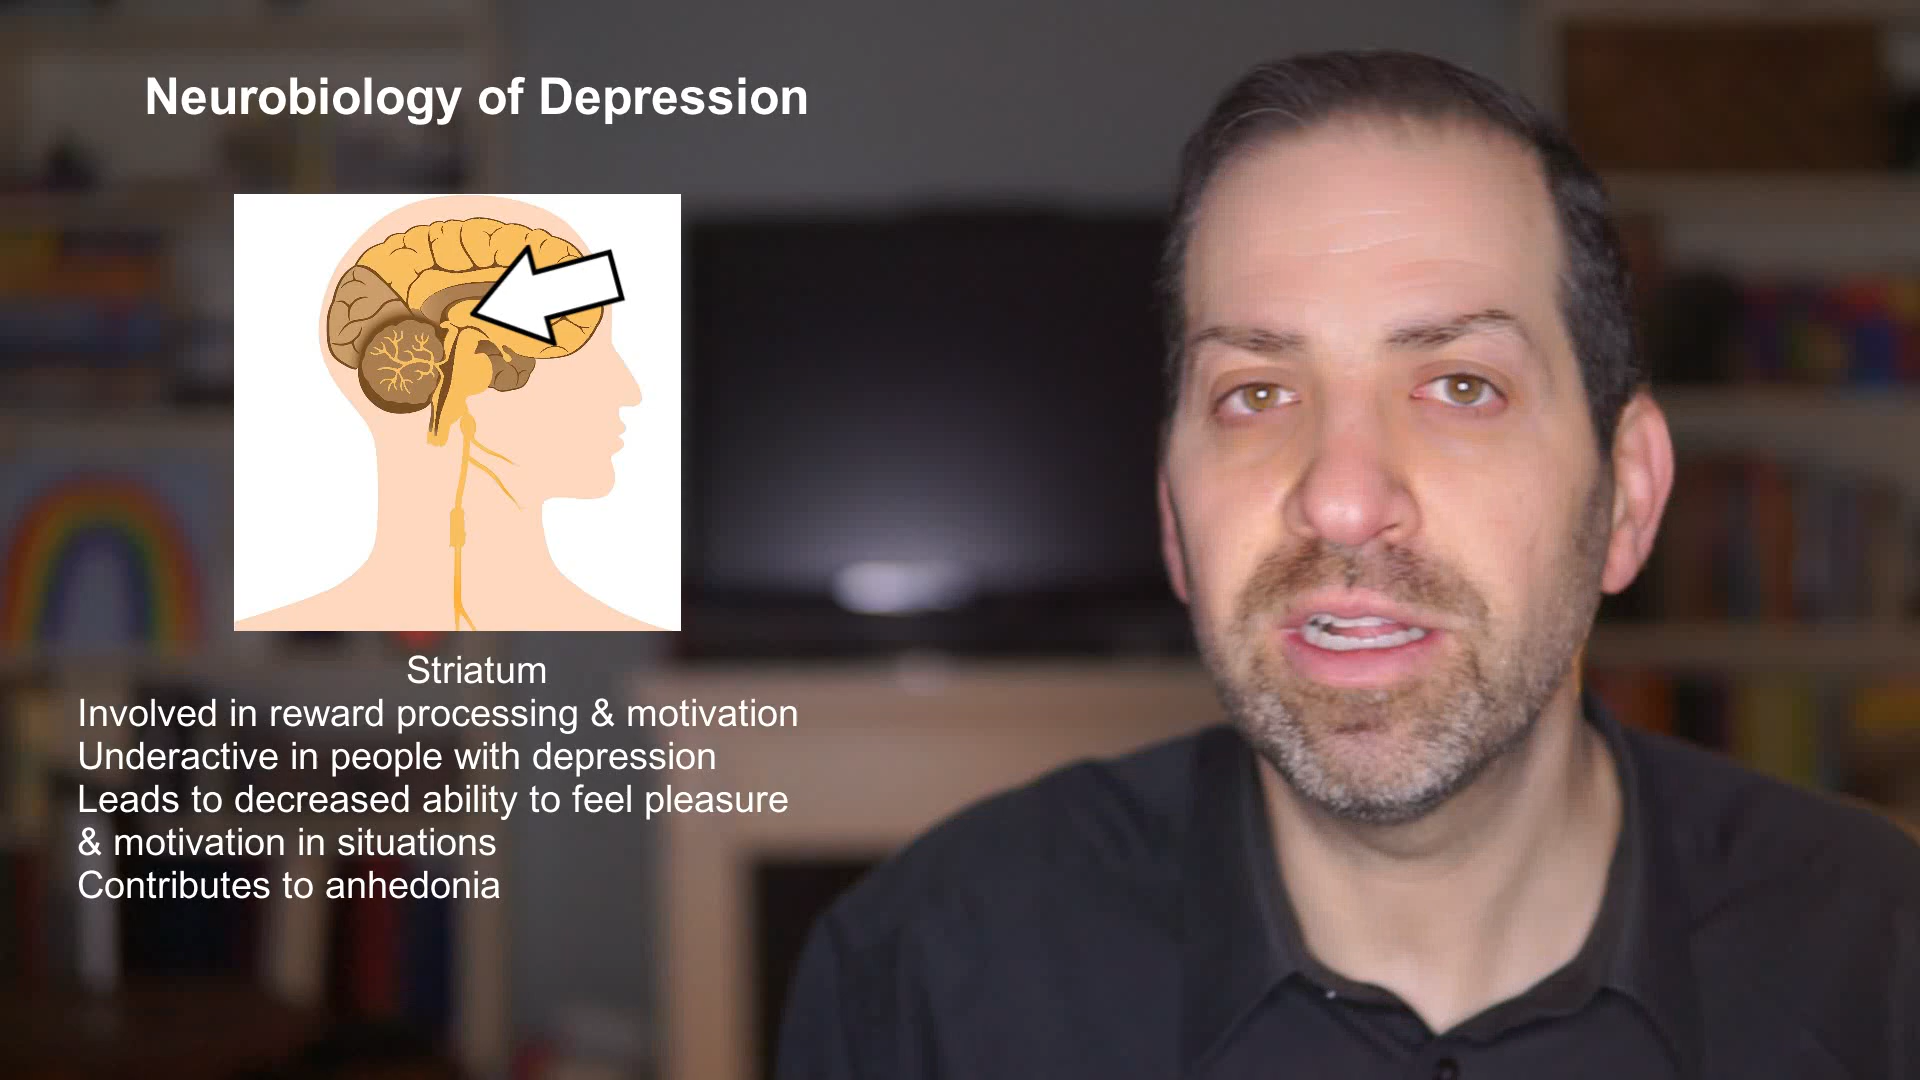 Neurobiology of Depression
Striatum
Involved in reward processing & motivation
Underactive in people with depression
Leads to decreased ability to feel pleasure
& motivation in situations
Contributes to anhedonia